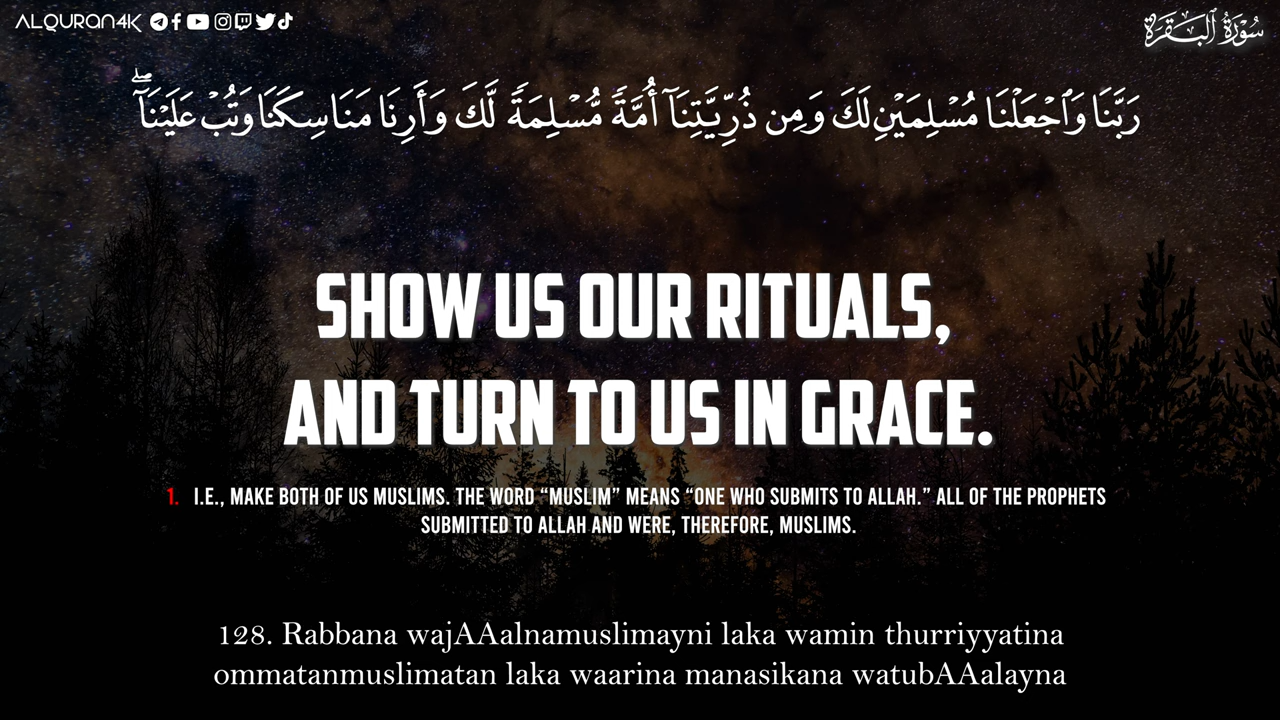 ALQURAN4K
سُورَةُ ٱلْبَقَرَةِ
رَبَّنَا وَٱجْعَلْنَا مُسْلِمَيْنِ لَكَ وَمِن ذُرِّيَّتِنَآ أُمَّةً مُّسْلِمَةً لَّكَ وَأَرِنَا مَنَاسِكَنَا وَتُبْ عَلَيْنَآ ۖ
SHOW US OUR RITUALS,
AND TURN TO US IN GRACE.
1. I.E., MAKE BOTH OF US MUSLIMS. THE WORD “MUSLIM” MEANS “ONE WHO SUBMITS TO ALLAH.” ALL OF THE PROPHETS
SUBMITTED TO ALLAH AND WERE, THEREFORE, MUSLIMS.
128. Rabbana wajAAalnamuslimayni laka wamin thurriyyatina
ommatanmuslimatan laka waarina manasikana watubAAalayna